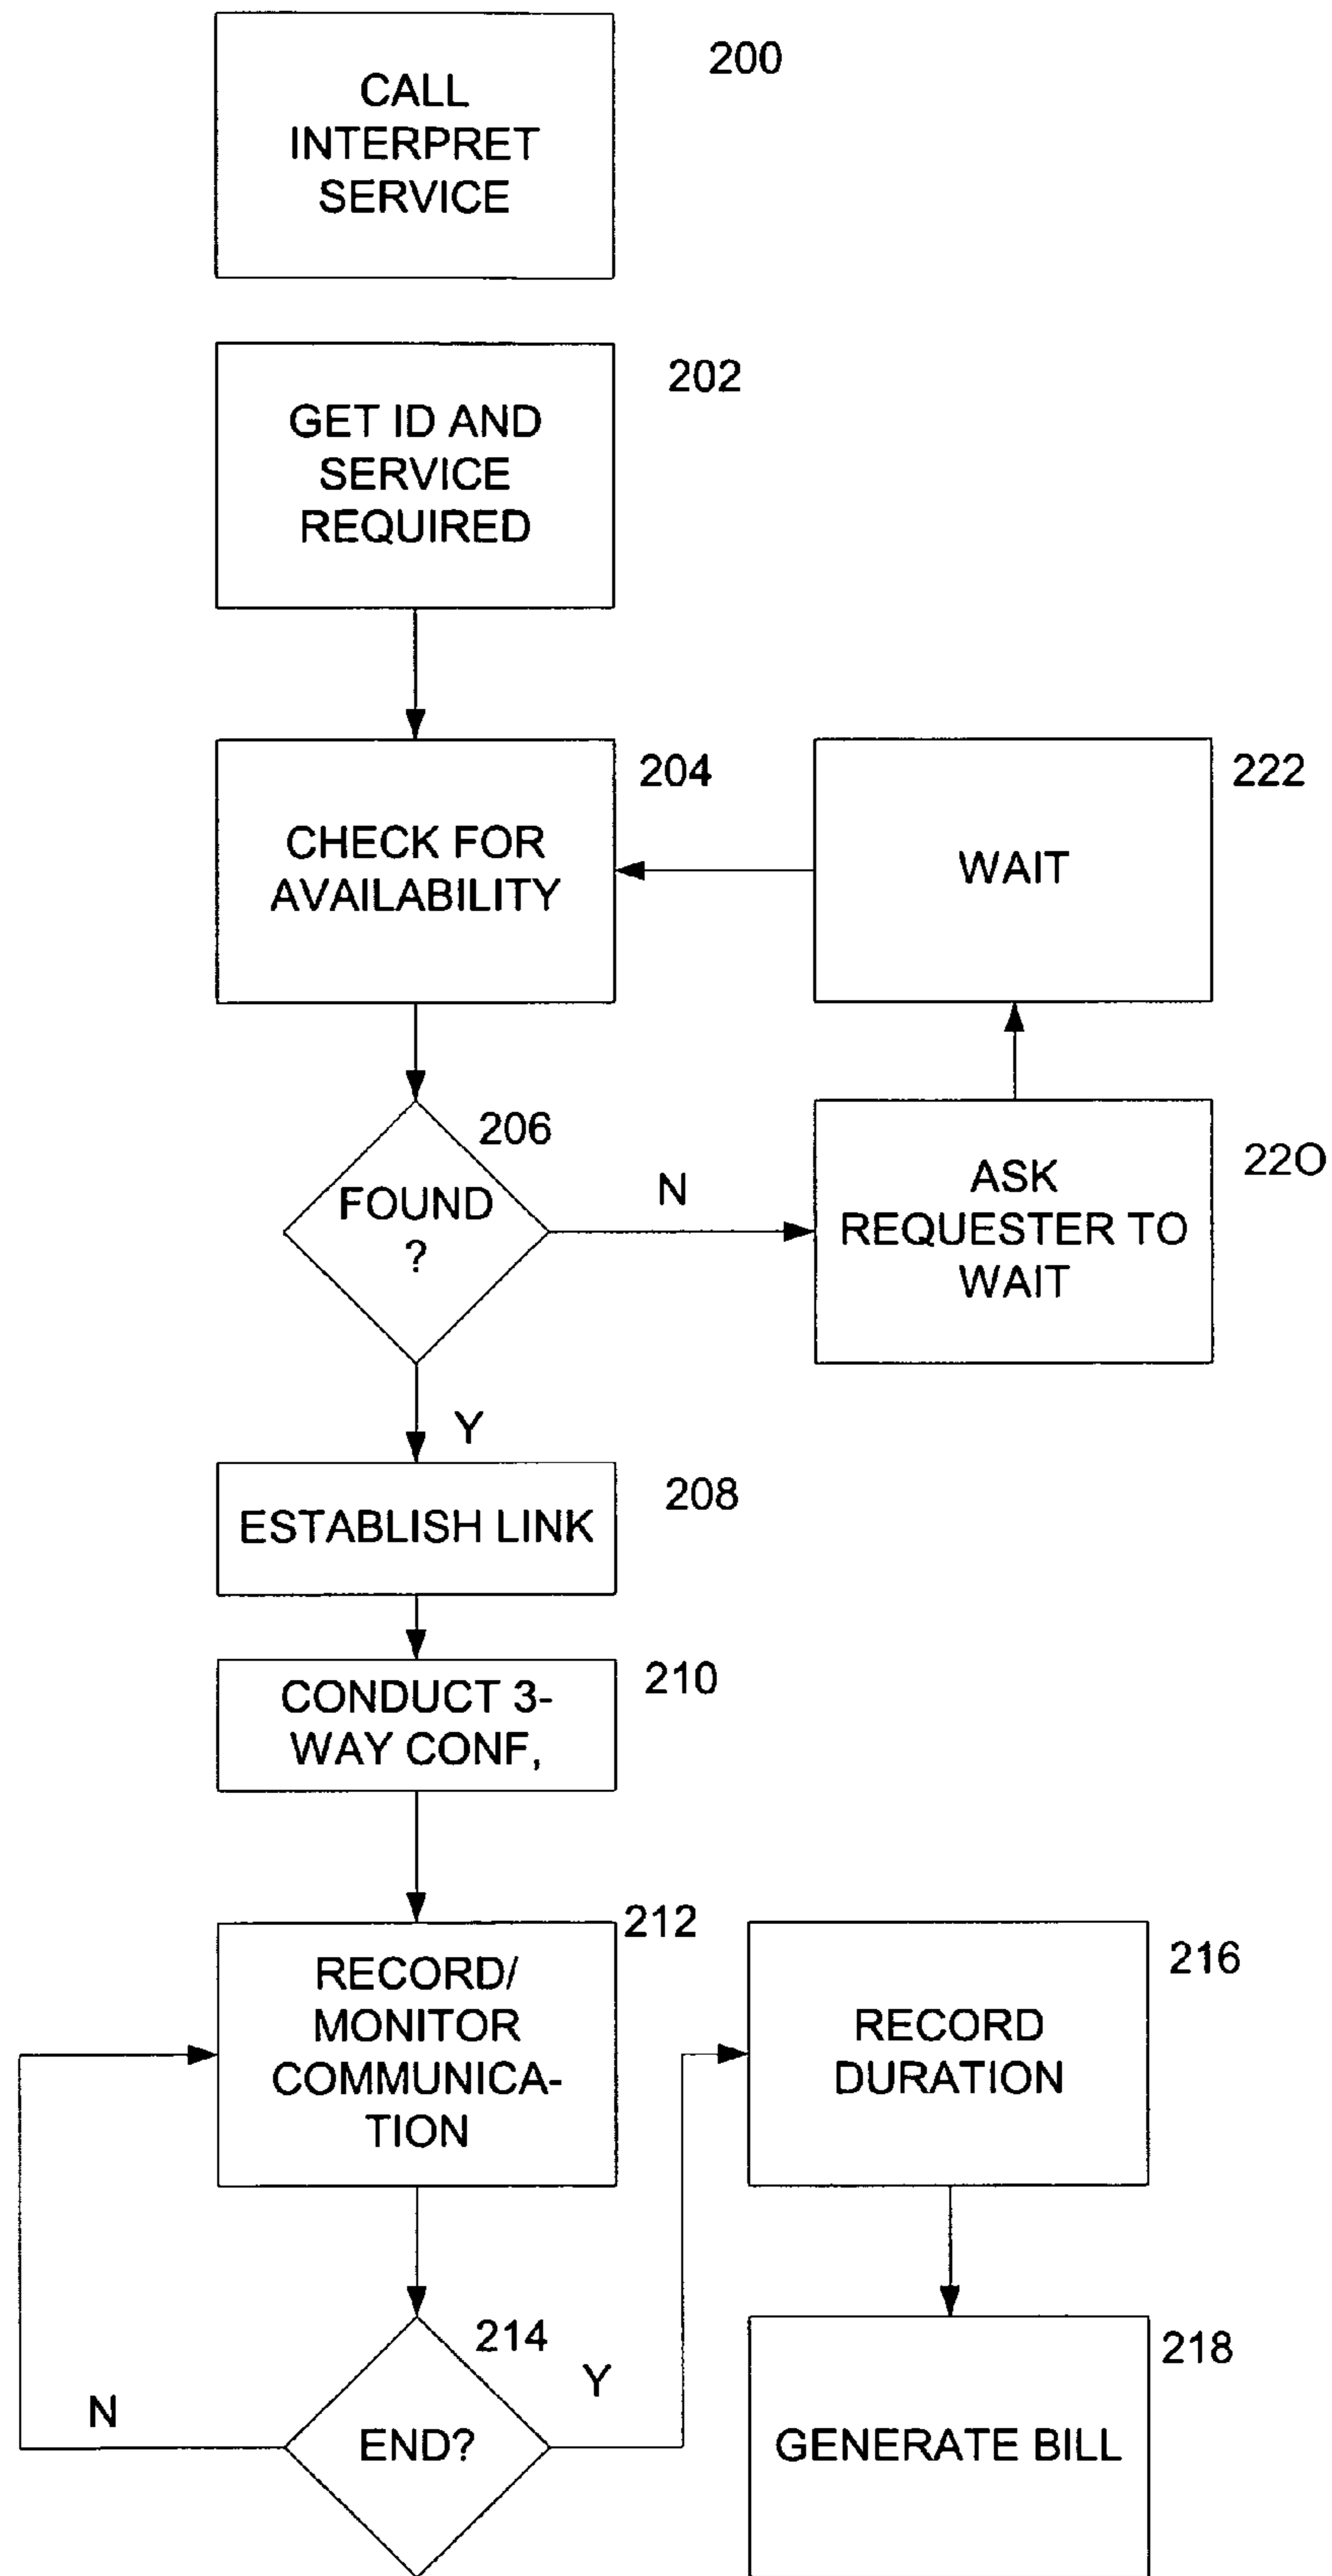 CALL
INTERPRET
SERVICE
200
GET ID AND
SERVICE
REQUIRED
202
CHECK FOR
AVAILABILITY
204
WAIT
222
FOUND
?
206
N
ASK
REQUESTER TO
WAIT
22O
Y
ESTABLISH LINK
208
CONDUCT 3-
WAY CONF,
210
RECORD/
MONITOR
COMMUNICA-
TION
212
RECORD
DURATION
216
END?
214
N
Y
GENERATE BILL
218